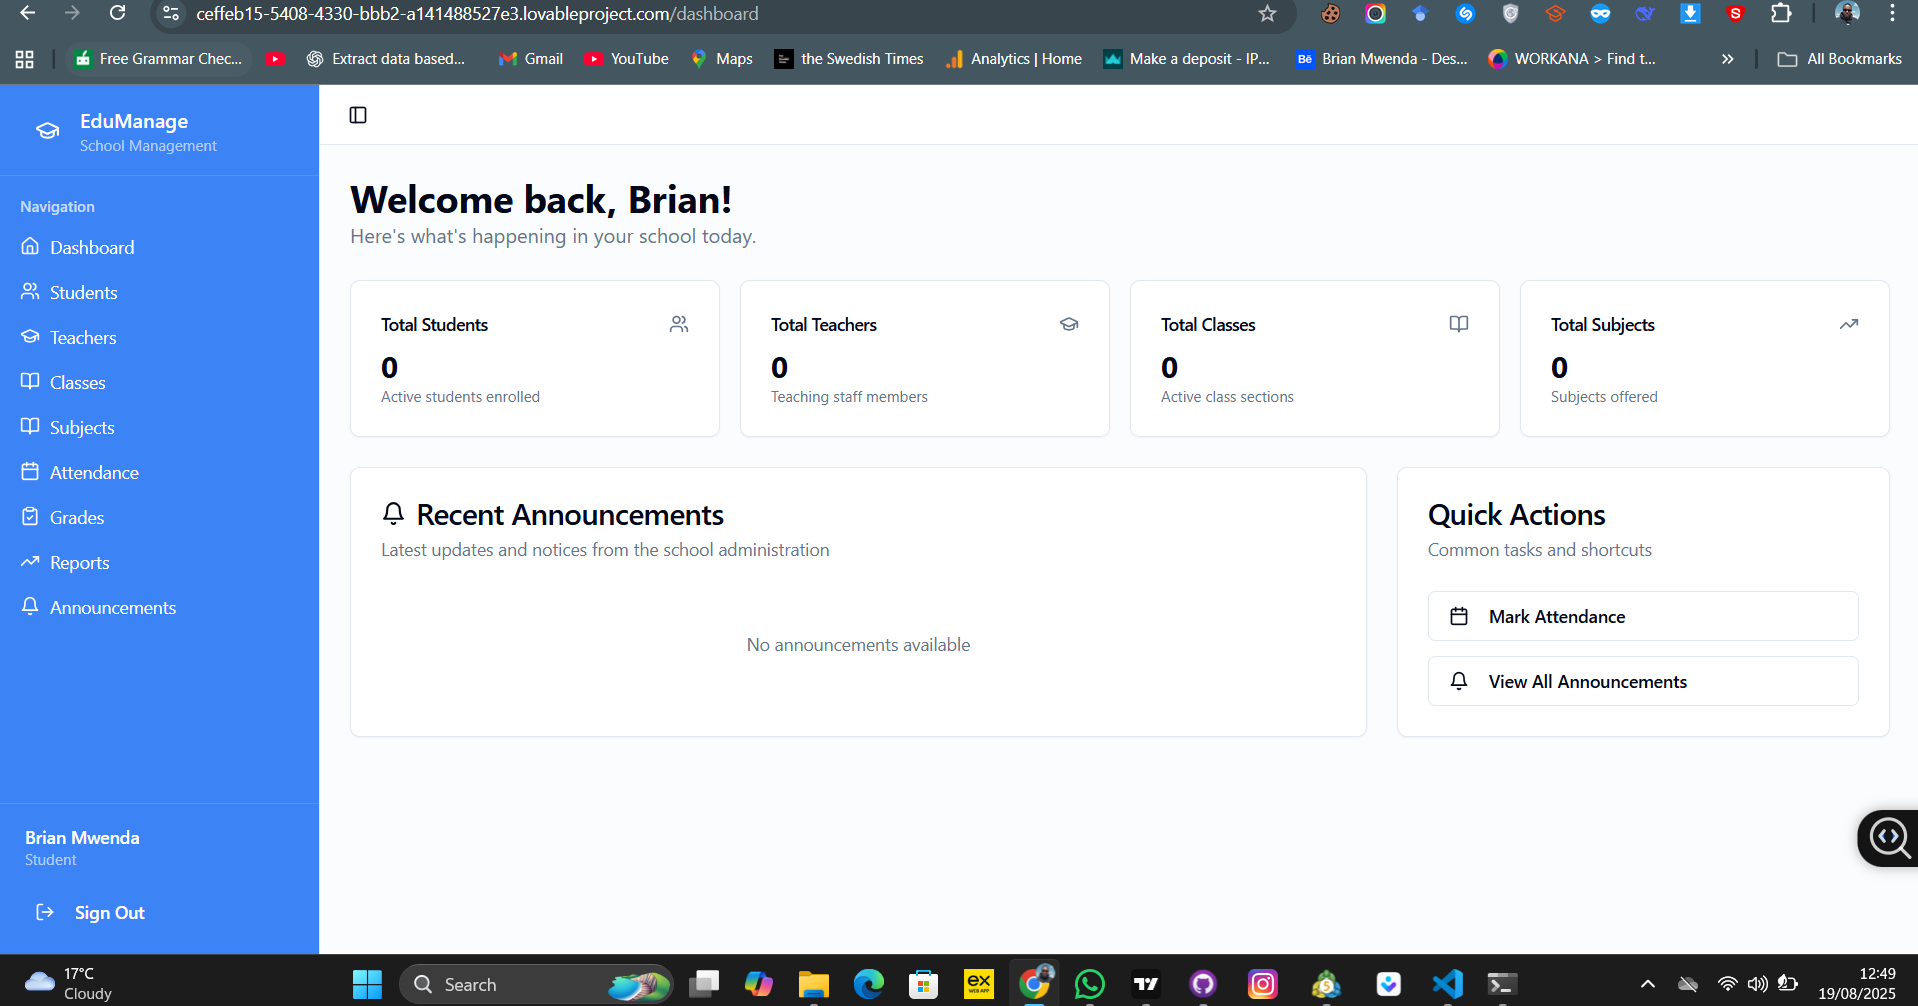 ceffeb15-5408-4330-bbb2-a141488527e3.lovableproject.com/dashboard
Free Grammar Chec...
Extract data based...
Gmail
YouTube
Maps
the Swedish Times
Analytics | Home
Make a deposit - IP...
Bē
Brian Mwenda - Des...
WORKANA > Find t...
»
All Bookmarks
EduManage
School Management
Navigation
Dashboard
Students
Teachers
Classes
Subjects
Attendance
Grades
Reports
Announcements
Brian Mwenda
Student
Sign Out
Welcome back, Brian!
Here's what's happening in your school today.
Total Students
0
Active students enrolled
Total Teachers
0
Teaching staff members
Total Classes
0
Active class sections
Total Subjects
0
Subjects offered
Recent Announcements
Latest updates and notices from the school administration
No announcements available
Quick Actions
Common tasks and shortcuts
Mark Attendance
View All Announcements
17°C
Cloudy
Search
ex
WEB APP
12:49
19/08/2025